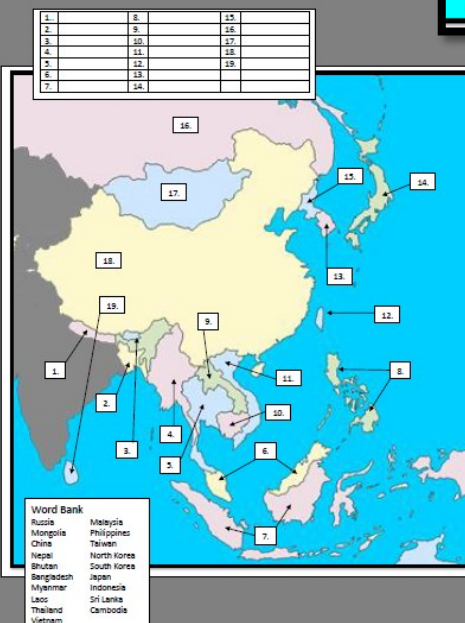 1. 8. 15.
2. 9. 16.
3. 10. 17.
4. 11. 18.
5. 12. 19.
6. 13.
7. 14.
16.
15.
14.
17.
18.
13.
19.
12.
9.
1.
11.
8.
2.
10.
4.
3.
5.
6.
7.
Word Bank
Russia Malaysia
Mongolia Philippines
China Taiwan
Nepal North Korea
Bhutan South Korea
Bangladesh Japan
Myanmar Indonesia
Laos Sri Lanka
Thailand Cambodia
Vietnam